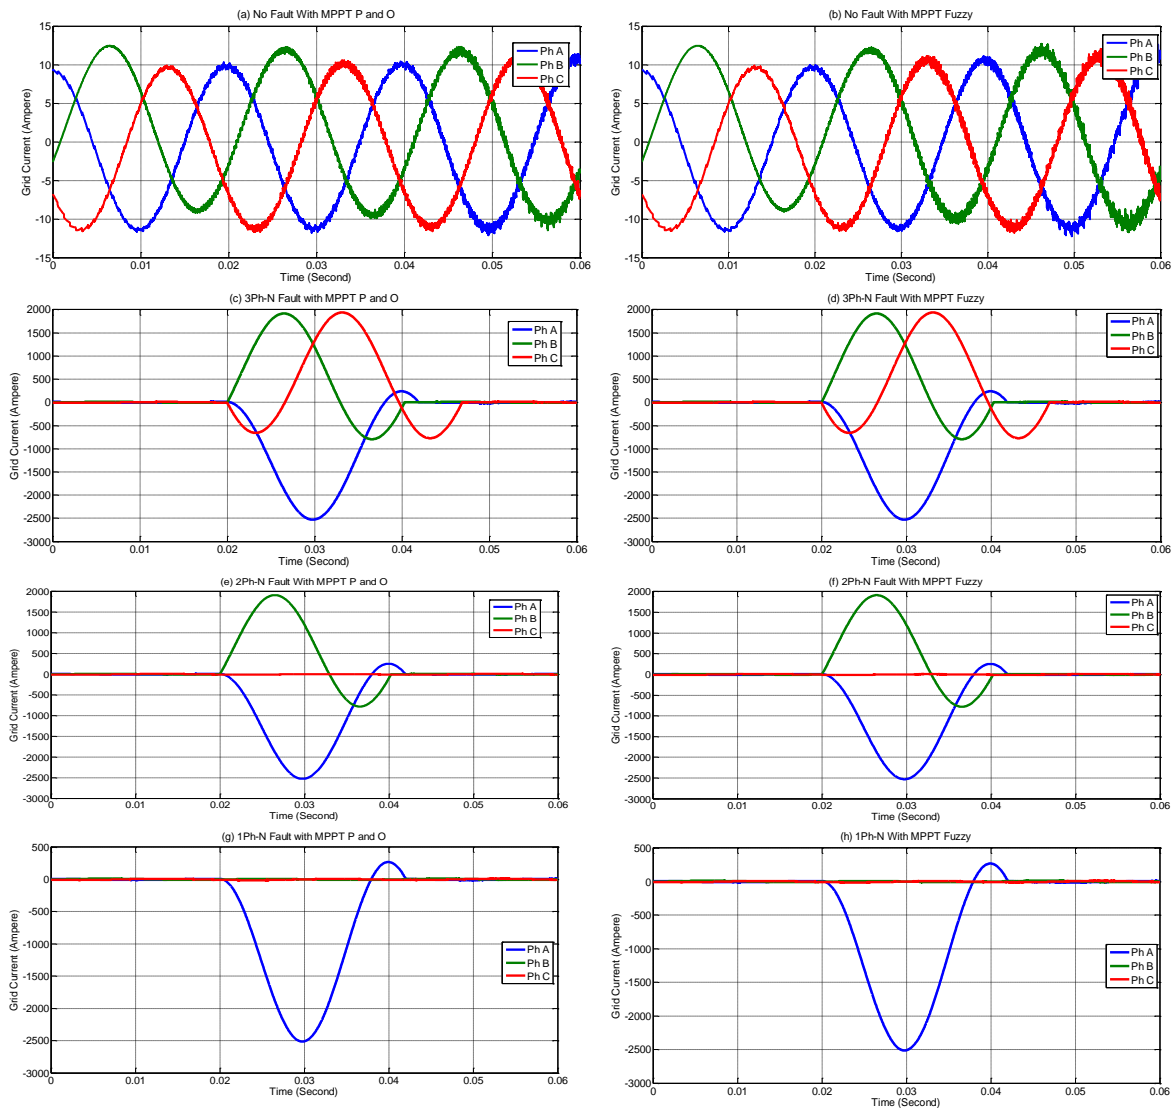 (a) No Fault With MPPT P and O
Grid Current (Ampere)
15
10
5
0
-5
-10
-15
0 0.01 0.02 0.03 0.04 0.05 0.06
Time (Second)
Ph A
Ph B
Ph C
(b) No Fault With MPPT Fuzzy
Grid Current (Ampere)
15
10
5
0
-5
-10
-15
0 0.01 0.02 0.03 0.04 0.05 0.06
Time (Second)
Ph A
Ph B
Ph C
(c) 3Ph-N Fault with MPPT P and O
Grid Current (Ampere)
2000
1500
1000
500
0
-500
-1000
-1500
-2000
-2500
-3000
0 0.01 0.02 0.03 0.04 0.05 0.06
Time (Second)
Ph A
Ph B
Ph C
(d) 3Ph-N Fault With MPPT Fuzzy
Grid Current (Ampere)
2000
1500
1000
500
0
-500
-1000
-1500
-2000
-2500
-3000
0 0.01 0.02 0.03 0.04 0.05 0.06
Time (Second)
Ph A
Ph B
Ph C
(e) 2Ph-N Fault With MPPT P and O
Grid Current (Ampere)
2000
1500
1000
500
0
-500
-1000
-1500
-2000
-2500
-3000
0 0.01 0.02 0.03 0.04 0.05 0.06
Time (Second)
Ph A
Ph B
Ph C
(f) 2Ph-N Fault With MPPT Fuzzy
Grid Current (Ampere)
2000
1500
1000
500
0
-500
-1000
-1500
-2000
-2500
-3000
0 0.01 0.02 0.03 0.04 0.05 0.06
Time (Second)
Ph A
Ph B
Ph C
(g) 1Ph-N Fault with MPPT P and O
Grid Current (Ampere)
500
0
-500
-1000
-1500
-2000
-2500
-3000
0 0.01 0.02 0.03 0.04 0.05 0.06
Time (Second)
Ph A
Ph B
Ph C
(h) 1Ph-N With MPPT Fuzzy
Grid Current (Ampere)
500
0
-500
-1000
-1500
-2000
-2500
-3000
0 0.01 0.02 0.03 0.04 0.05 0.06
Time (Second)
Ph A
Ph B
Ph C